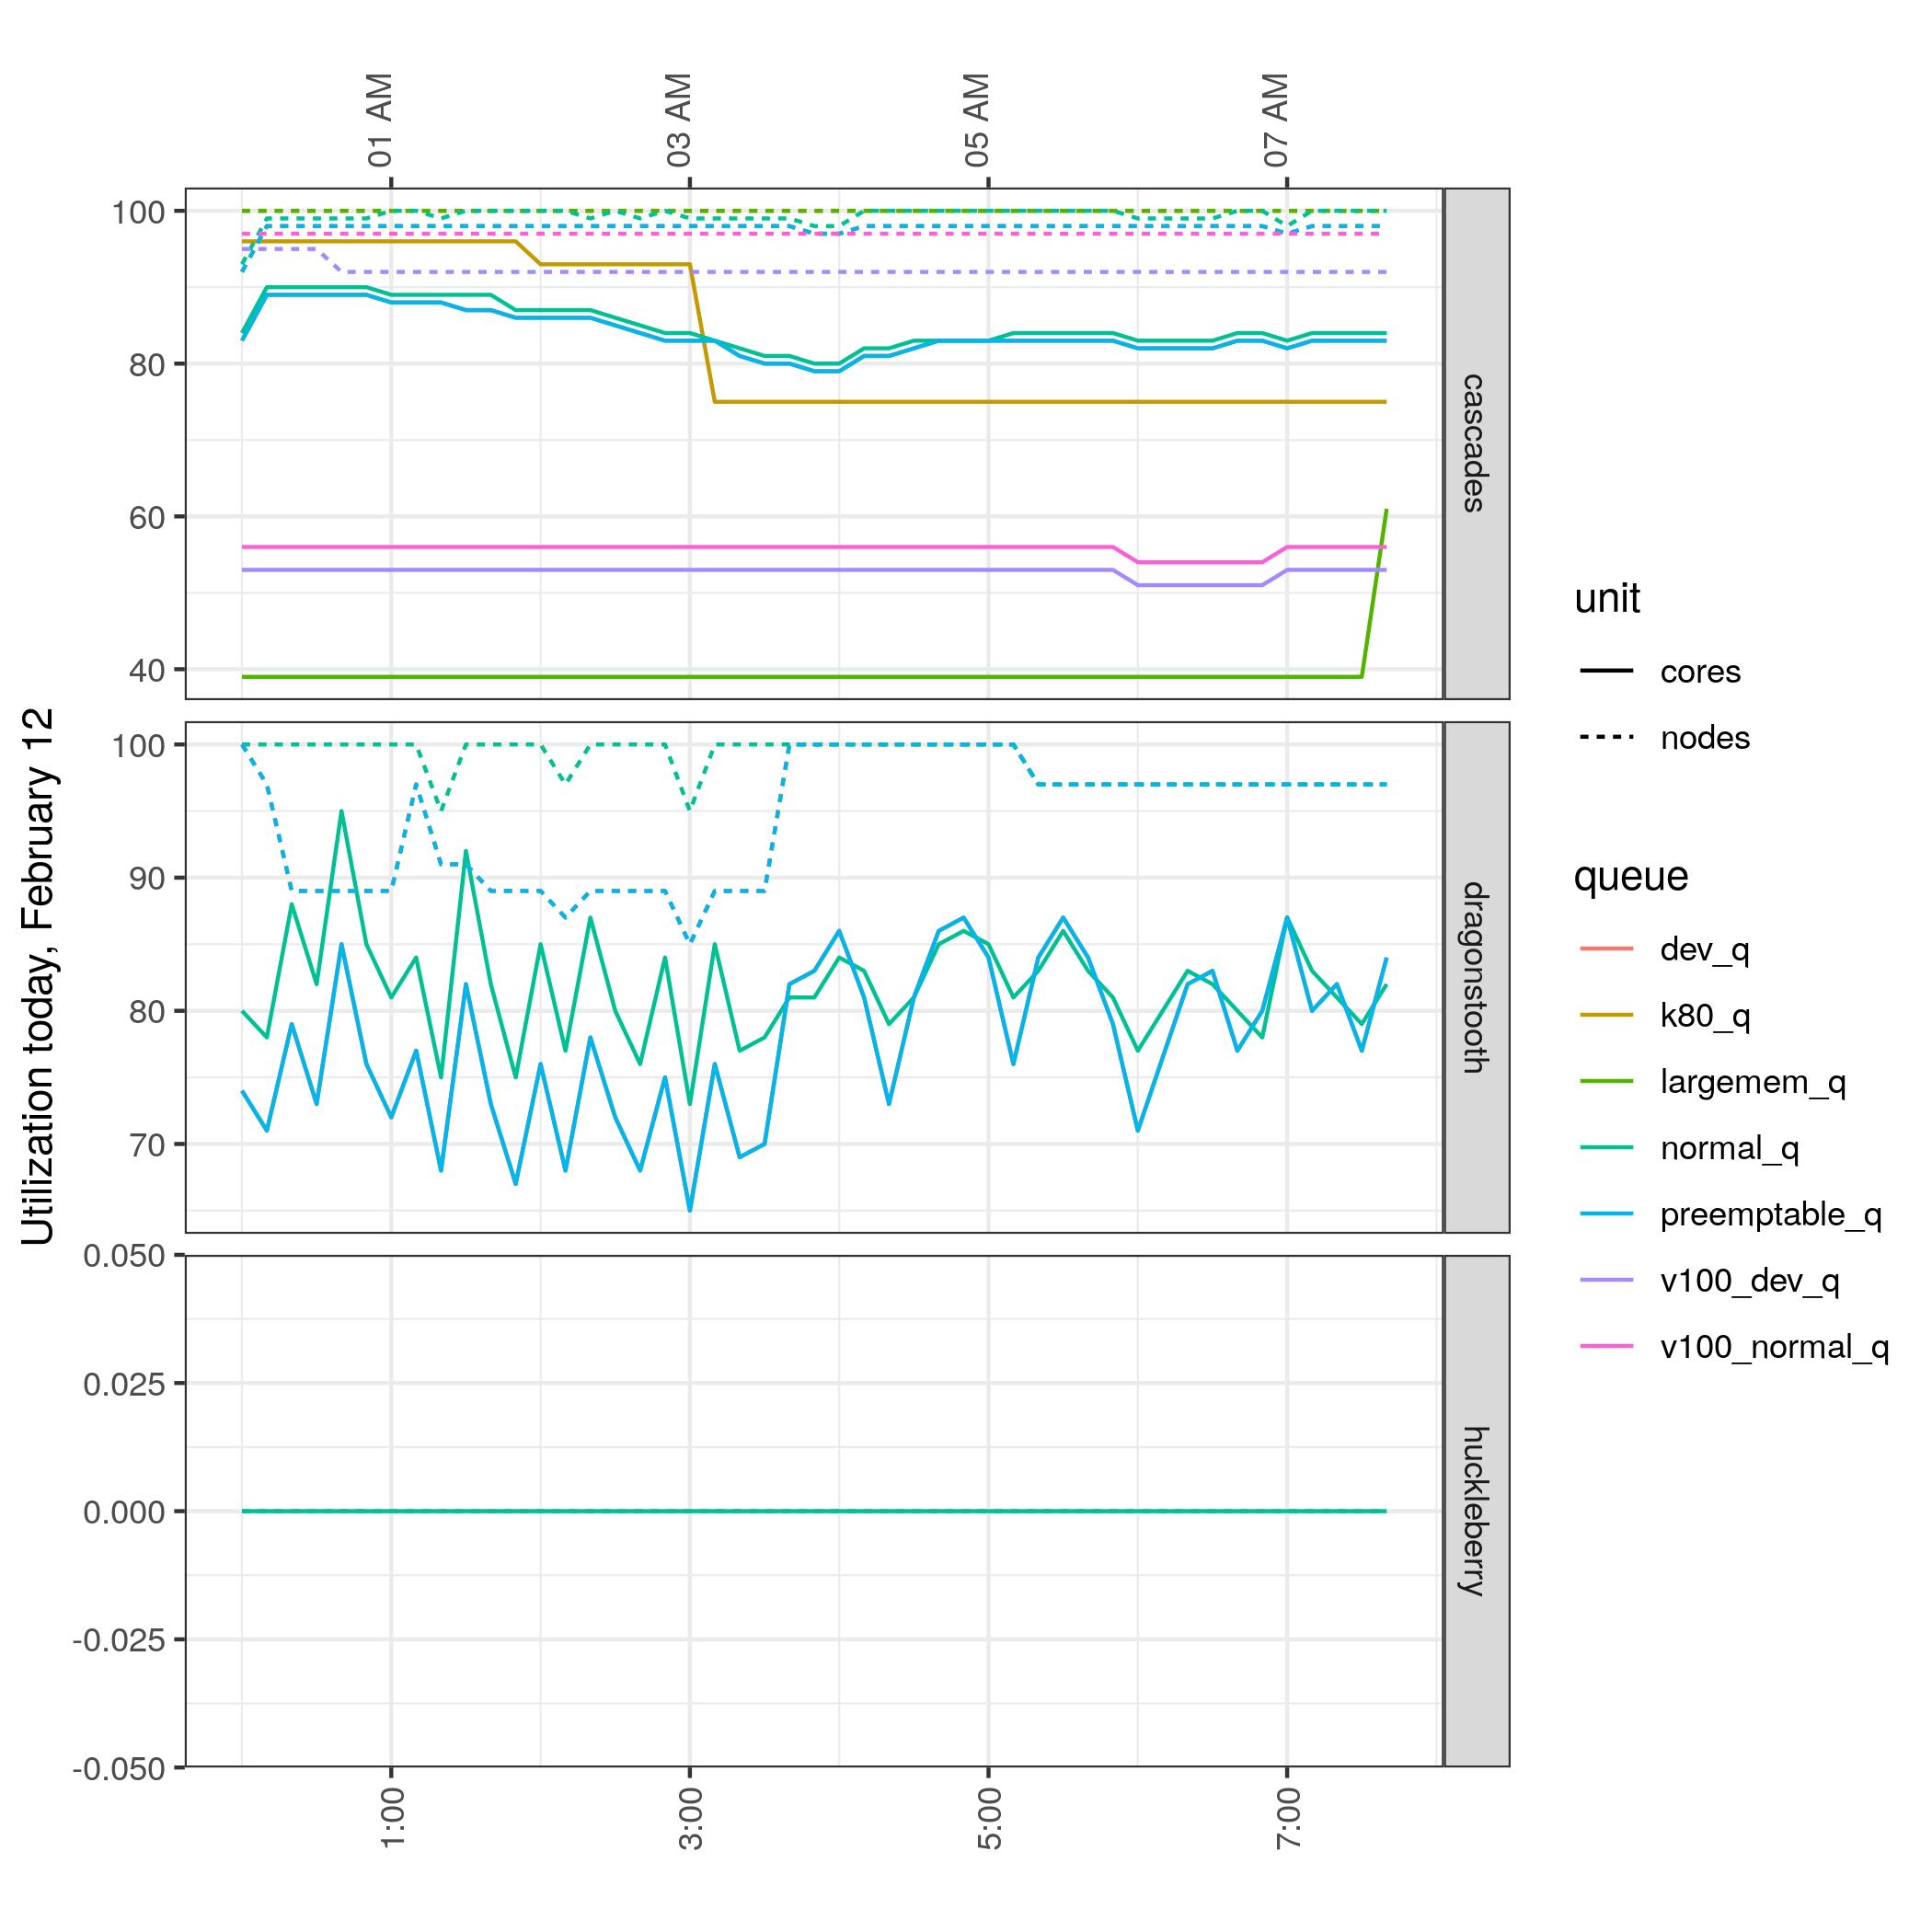 01 AM
03 AM
05 AM
07 AM
Utilization today, February 12
100
80
60
40
cascades
100
90
80
70
dragonstooth
0.050
0.025
0.000
-0.025
-0.050
huckleberry
1:00
3:00
5:00
7:00
unit
cores
nodes
queue
dev_q
k80_q
largemem_q
normal_q
preemptable_q
v100_dev_q
v100_normal_q